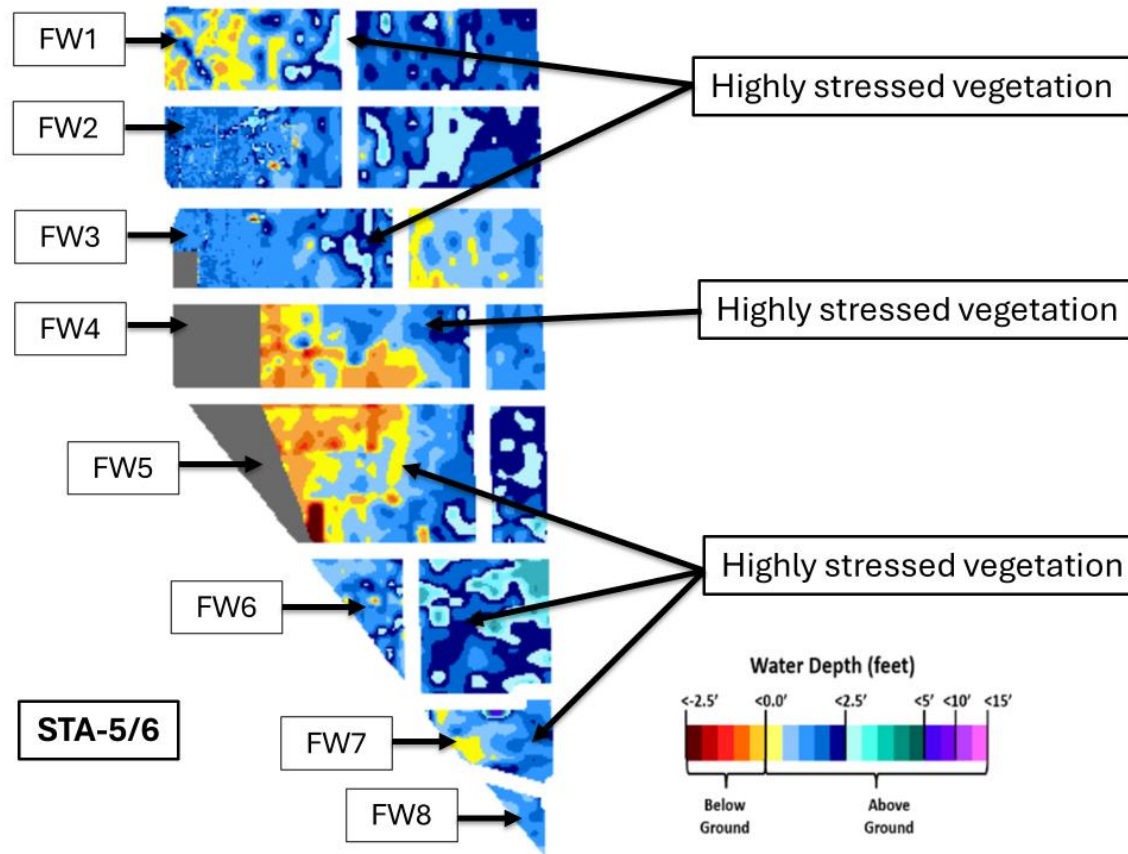 FW1
Highly stressed vegetation
FW2
FW3
Highly stressed vegetation
FW4
FW5
Highly stressed vegetation
FW6
Water Depth (feet)
<-2.5’ <0.0’ <2.5’ <5’ <10’ <15’
STA-5/6
FW7
Below Above
Ground Ground
FW8